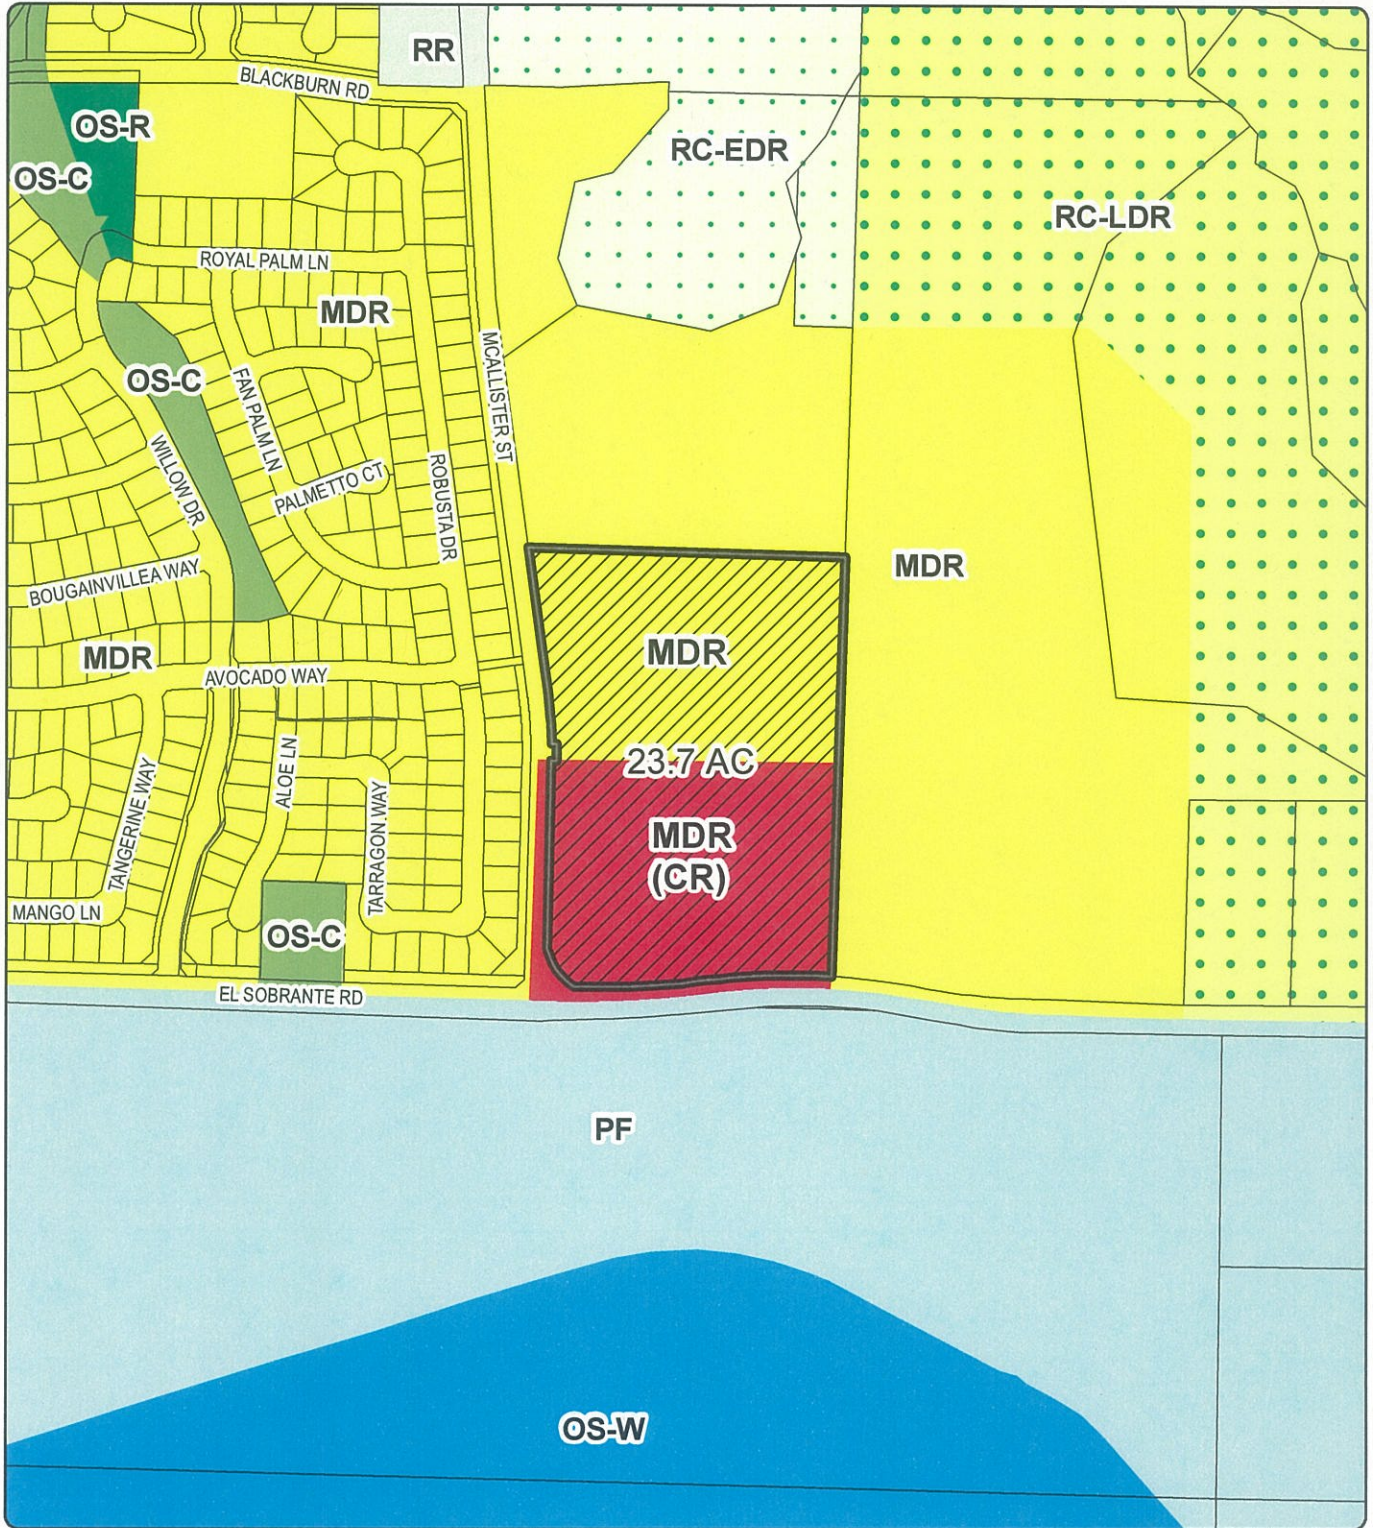 RR
BLACKBURN RD
OS-R
RC-EDR
OS-C
RC-LDR
ROYAL PALM LN
MDR
MCALLISTER ST
OS-C
FAN PALM LN
WILLOW DR
PALMETTO CT
ROBUSTA DR
BOUGAINVILLEA WAY
MDR
MDR
MDR
AVOCADO WAY
23.7 AC
ALOE LN
TANGERINE WAY
TARRAGON WAY
MDR
(CR)
MANGO LN
OS-C
EL SOBRANTE RD
PF
OS-W